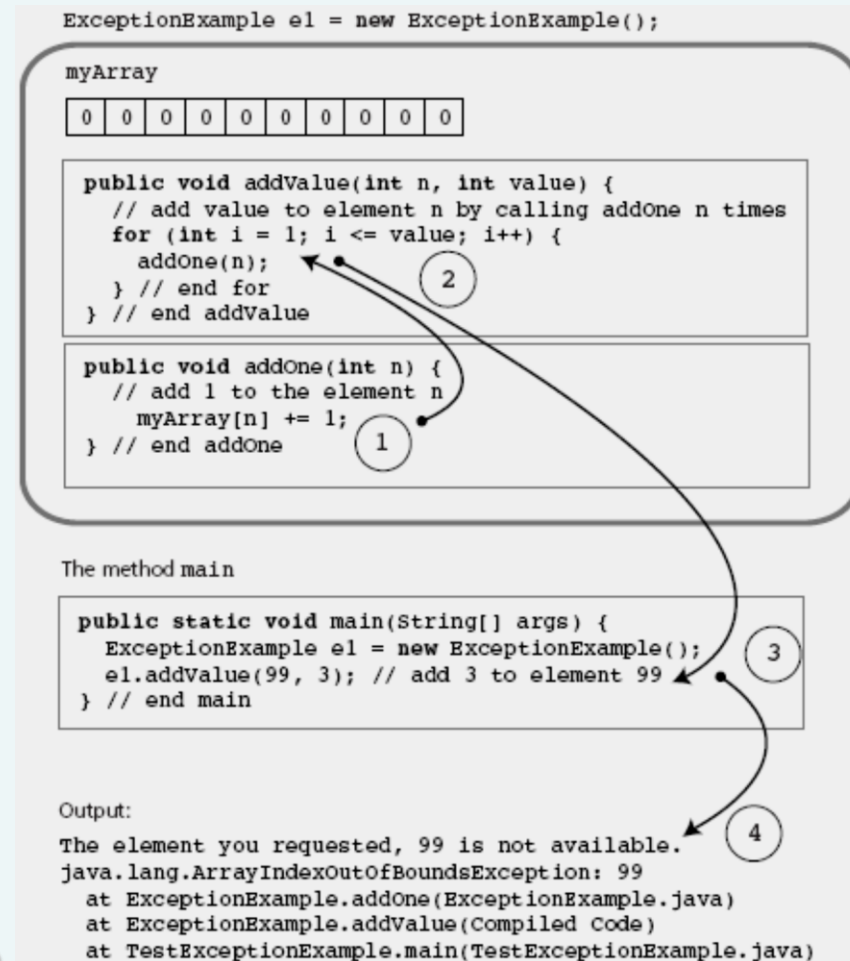 ExceptionExample e1 = new ExceptionExample();
myArray
0 0 0 0 0 0 0 0 0 0
public void addValue(int n, int value) {
// add value to element n by calling addOne n times
for (int i = 1; i <= value; i++) {
addOne(n);
2
} // end for
} // end addValue
public void addOne(int n) {
// add 1 to the element n
myArray[n] += 1;
1
} // end addOne
The method main
public static void main(String[] args) {
ExceptionExample e1 = new ExceptionExample();
3
e1.addValue(99, 3); // add 3 to element 99
} // end main
Output:
4
The element you requested, 99 is not available.
java.lang.ArrayIndexOutOfBoundsException: 99
at ExceptionExample.addOne(ExceptionExample.java)
at ExceptionExample.addValue(Compiled Code)
at TestExceptionExample.main(TestExceptionExample.java)